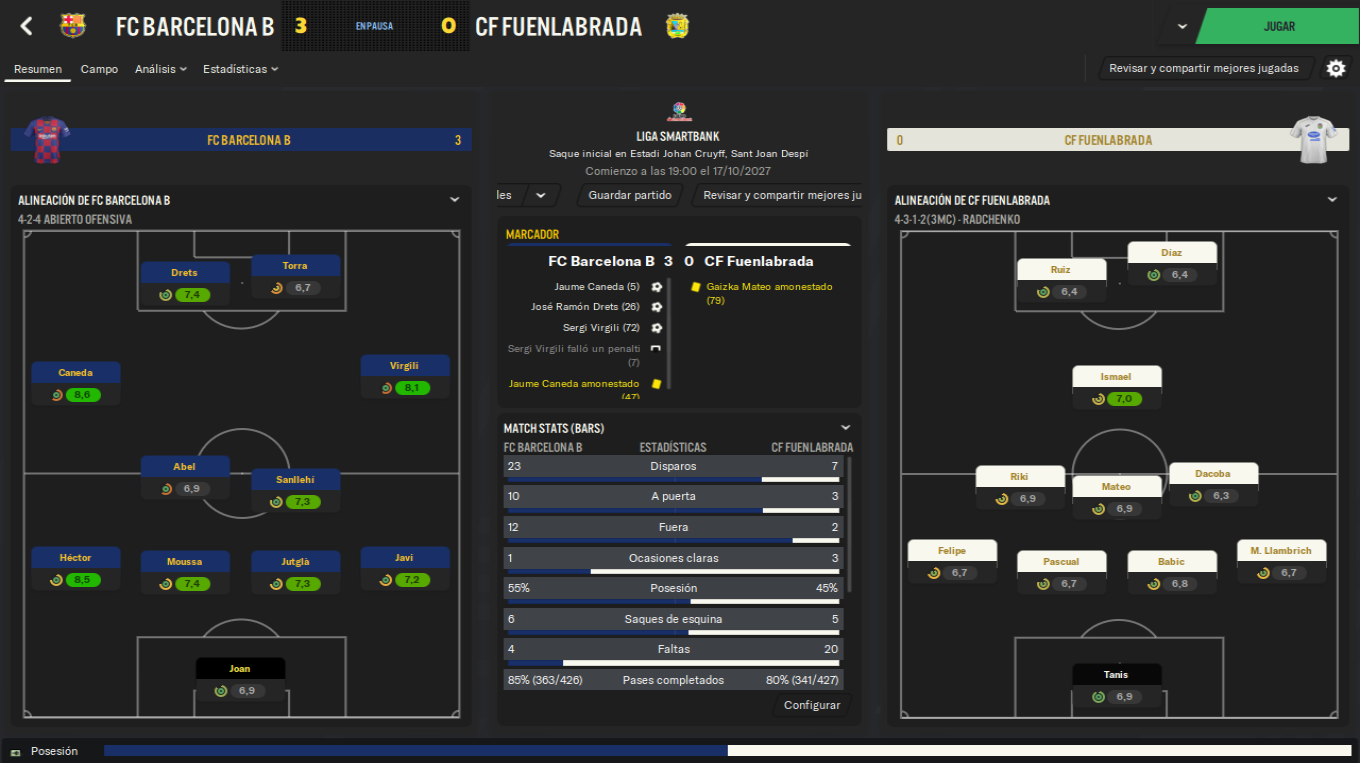 FC BARCELONA B
3
EN PAUSA
0
CF FUENLABRADA
JUGAR
Resumen
Campo
Análisis
Estadísticas
Revisar y compartir mejores jugadas
FC BARCELONA B
3
LIGA SMARTBANK
Saque inicial en Estadi Johan Cruyff, Sant Joan Despí
Comienzo a las 19:00 el 17/10/2027
les
Guardar partido
Revisar y compartir mejores ju
0
CF FUENLABRADA
ALINEACIÓN DE FC BARCELONA B
4-2-4 ABIERTO OFENSIVA
Drets
7,4
Torra
6,7
Caneda
8,6
Virgili
8,1
Abel
6,9
Sanllehí
7,3
Héctor
8,5
Moussa
7,4
Jutglà
7,3
Javi
7,2
Joan
6,9
MARCADOR
FC Barcelona B 3 0 CF Fuenlabrada
Jaume Caneda (5)
José Ramón Drets (26)
Sergi Virgili (72)
Sergi Virgili falló un penalti
(7)
Jaume Caneda amonestado
(47)
Gaizka Mateo amonestado
(79)
MATCH STATS (BARS)
FC BARCELONA B ESTADÍSTICAS CF FUENLABRADA
23 Disparos 7
10 A puerta 3
12 Fuera 2
1 Ocasiones claras 3
55% Posesión 45%
6 Saques de esquina 5
4 Faltas 20
85% (363/426) Pases completados 80% (341/427)
Configurar
ALINEACIÓN DE CF FUENLABRADA
4-3-1-2 (3MC) - RADCHENKO
Ruiz
6,4
Díaz
6,4
Ismael
7,0
Riki
6,9
Mateo
6,9
Dacoba
6,3
Felipe
6,7
Pascual
6,7
Babic
6,8
M. Llambrich
6,7
Tanis
6,9
Posesión